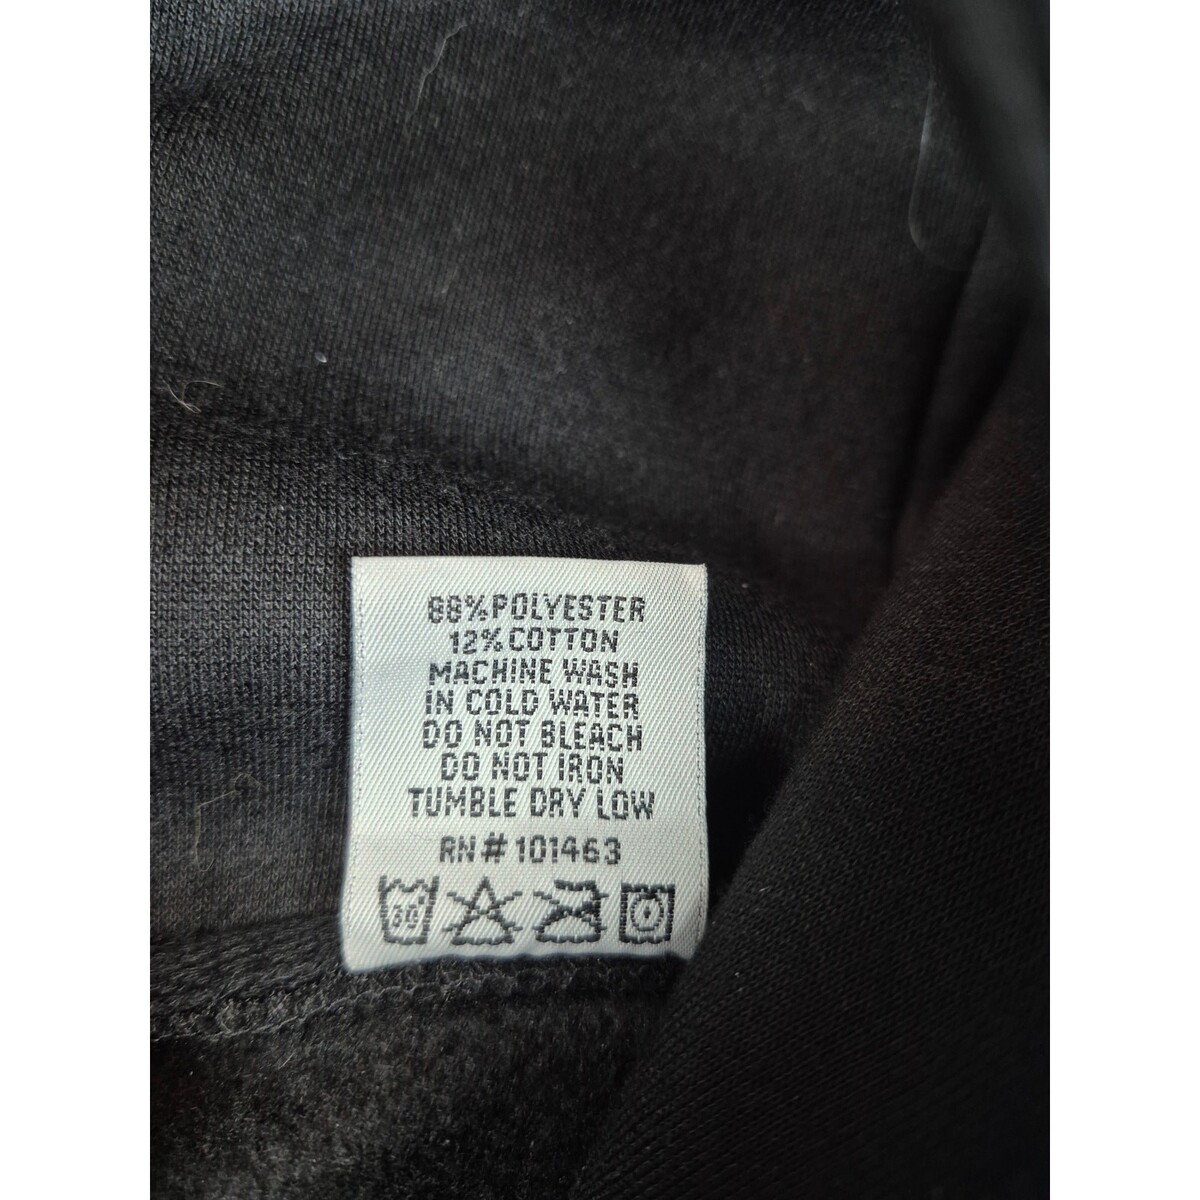 88%POLYESTER
12%COTTON
MACHINE WASH
IN COLD WATER
DO NOT BLEACH
DO NOT IRON
TUMBLE DRY LOW
RN#101463
30°